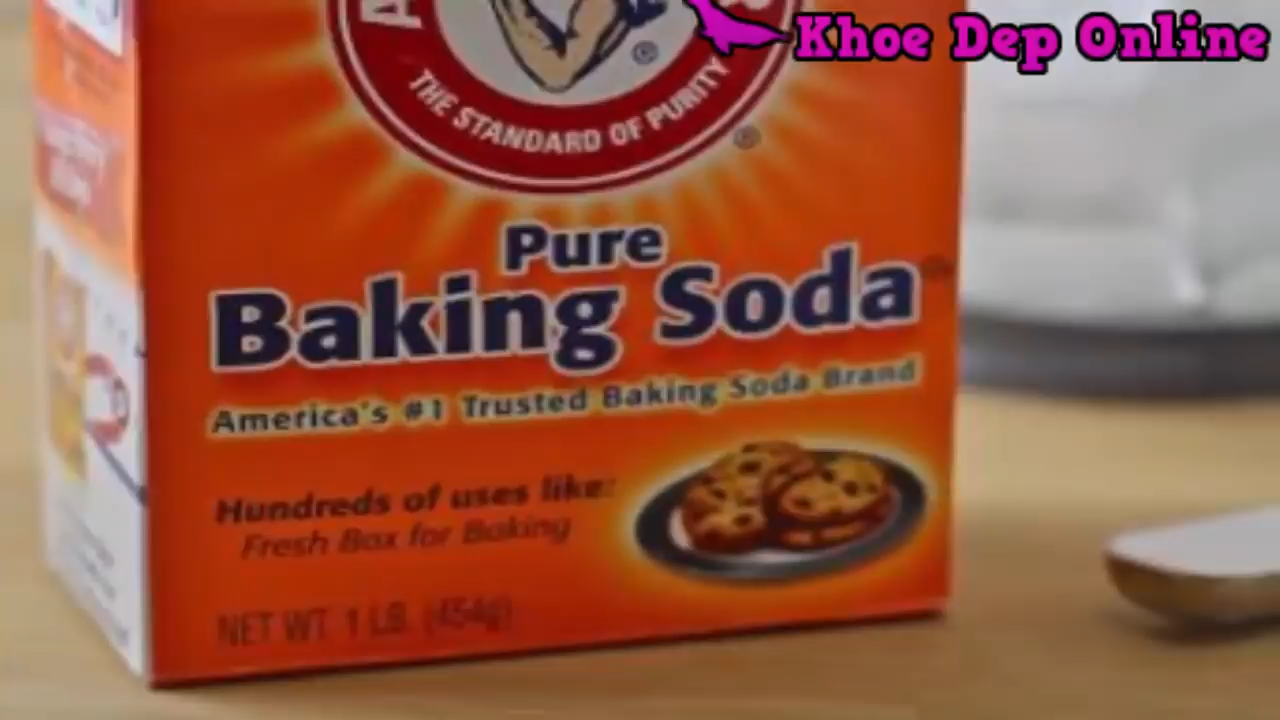 Khoe Dep Online
THE STANDARD OF PURITY
Pure
Baking Soda
America's #1 Trusted Baking Soda Brand
Hundreds of uses like:
Fresh Box for Baking
NET WT. 1 LB. (454g)